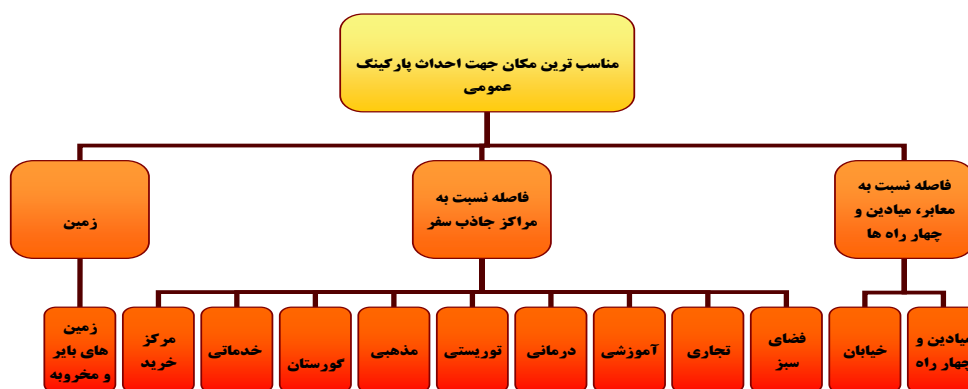 مناسب ترین مکان جهت احداث پارکینگ
عمومی
فاصله نسبت به
معابر، میادین و
چهار راه ها
فاصله نسبت به
مراکز جاذب سفر
زمین
میادین و
چهار راه
خیابان
فضای
سبز
تجاری
آموزشی
درمانی
توریستی
مذهبی
گورستان
خدماتی
مرکز
خرید
زمین
های بایر
و مخروبه